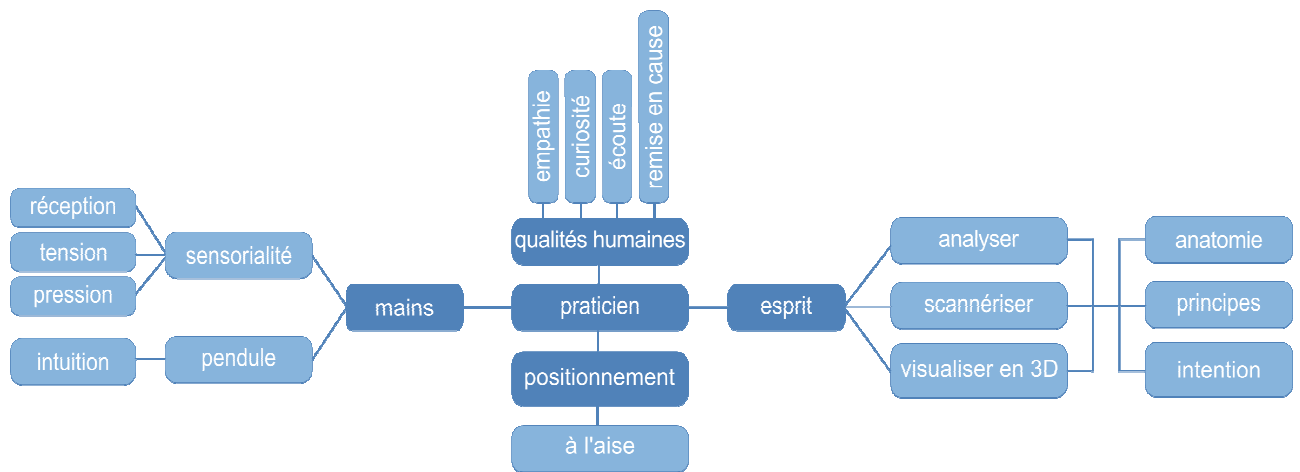 empathie
curiosité
écoute
remise en cause
qualités humaines
réception
tension
pression
sensorialité
intuition
pendule
mains
praticien
esprit
positionnement
à l'aise
analyser
scannériser
visualiser en 3D
anatomie
principes
intention